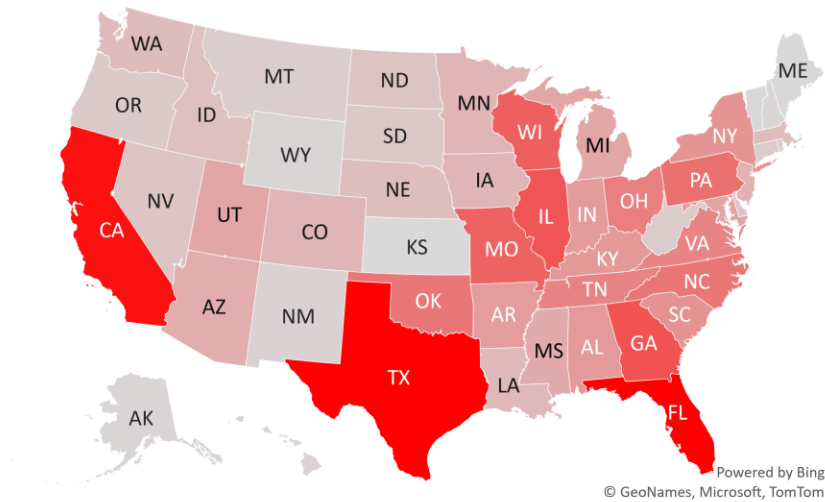 WA
MT
ND
ME
OR
ID
MN
WI
MI
NY
SD
WY
IA
PA
NE
NV
UT
IL
IN
OH
CA
CO
KS
MO
VA
KY
NC
AZ
OK
TN
NM
AR
SC
MS
AL
GA
TX
LA
AK
FL
Powered by Bing
© GeoNames, Microsoft, TomTom